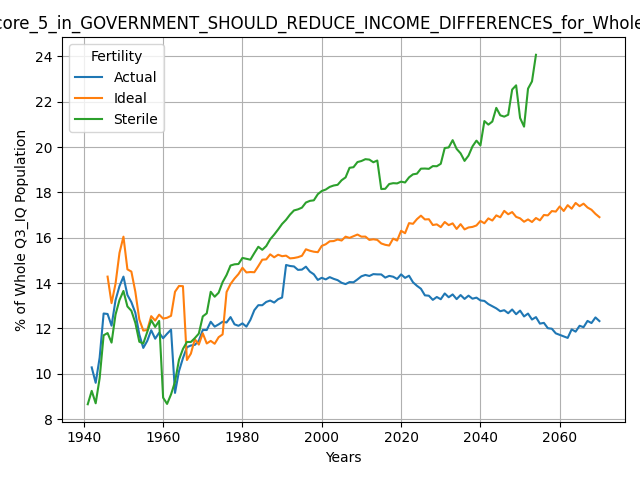 core_5_in_GOVERNMENT_SHOULD_REDUCE_INCOME_DIFFERENCES_for_Whole
Fertility
Actual
Ideal
Sterile
% of Whole Q3_IQ Population
24
22
20
18
16
14
12
10
8
1940 1960 1980 2000 2020 2040 2060
Years